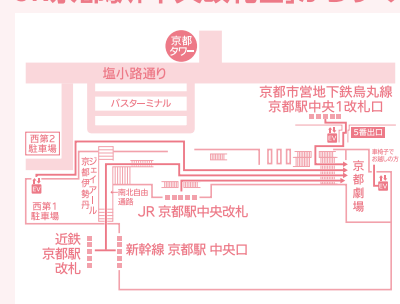 京都
タワー
塩小路通り
バスターミナル
京都市営地下鉄烏丸線
京都駅中央1改札口
西第2
駐車場
EV
5番出口
車椅子で
お越しの方
EV
EV
西第1
駐車場
ジェイアール
京都伊勢丹
←南北自由
通路
京都劇場
JR 京都駅中央改札
近鉄
京都駅
改札
新幹線 京都駅 中央口